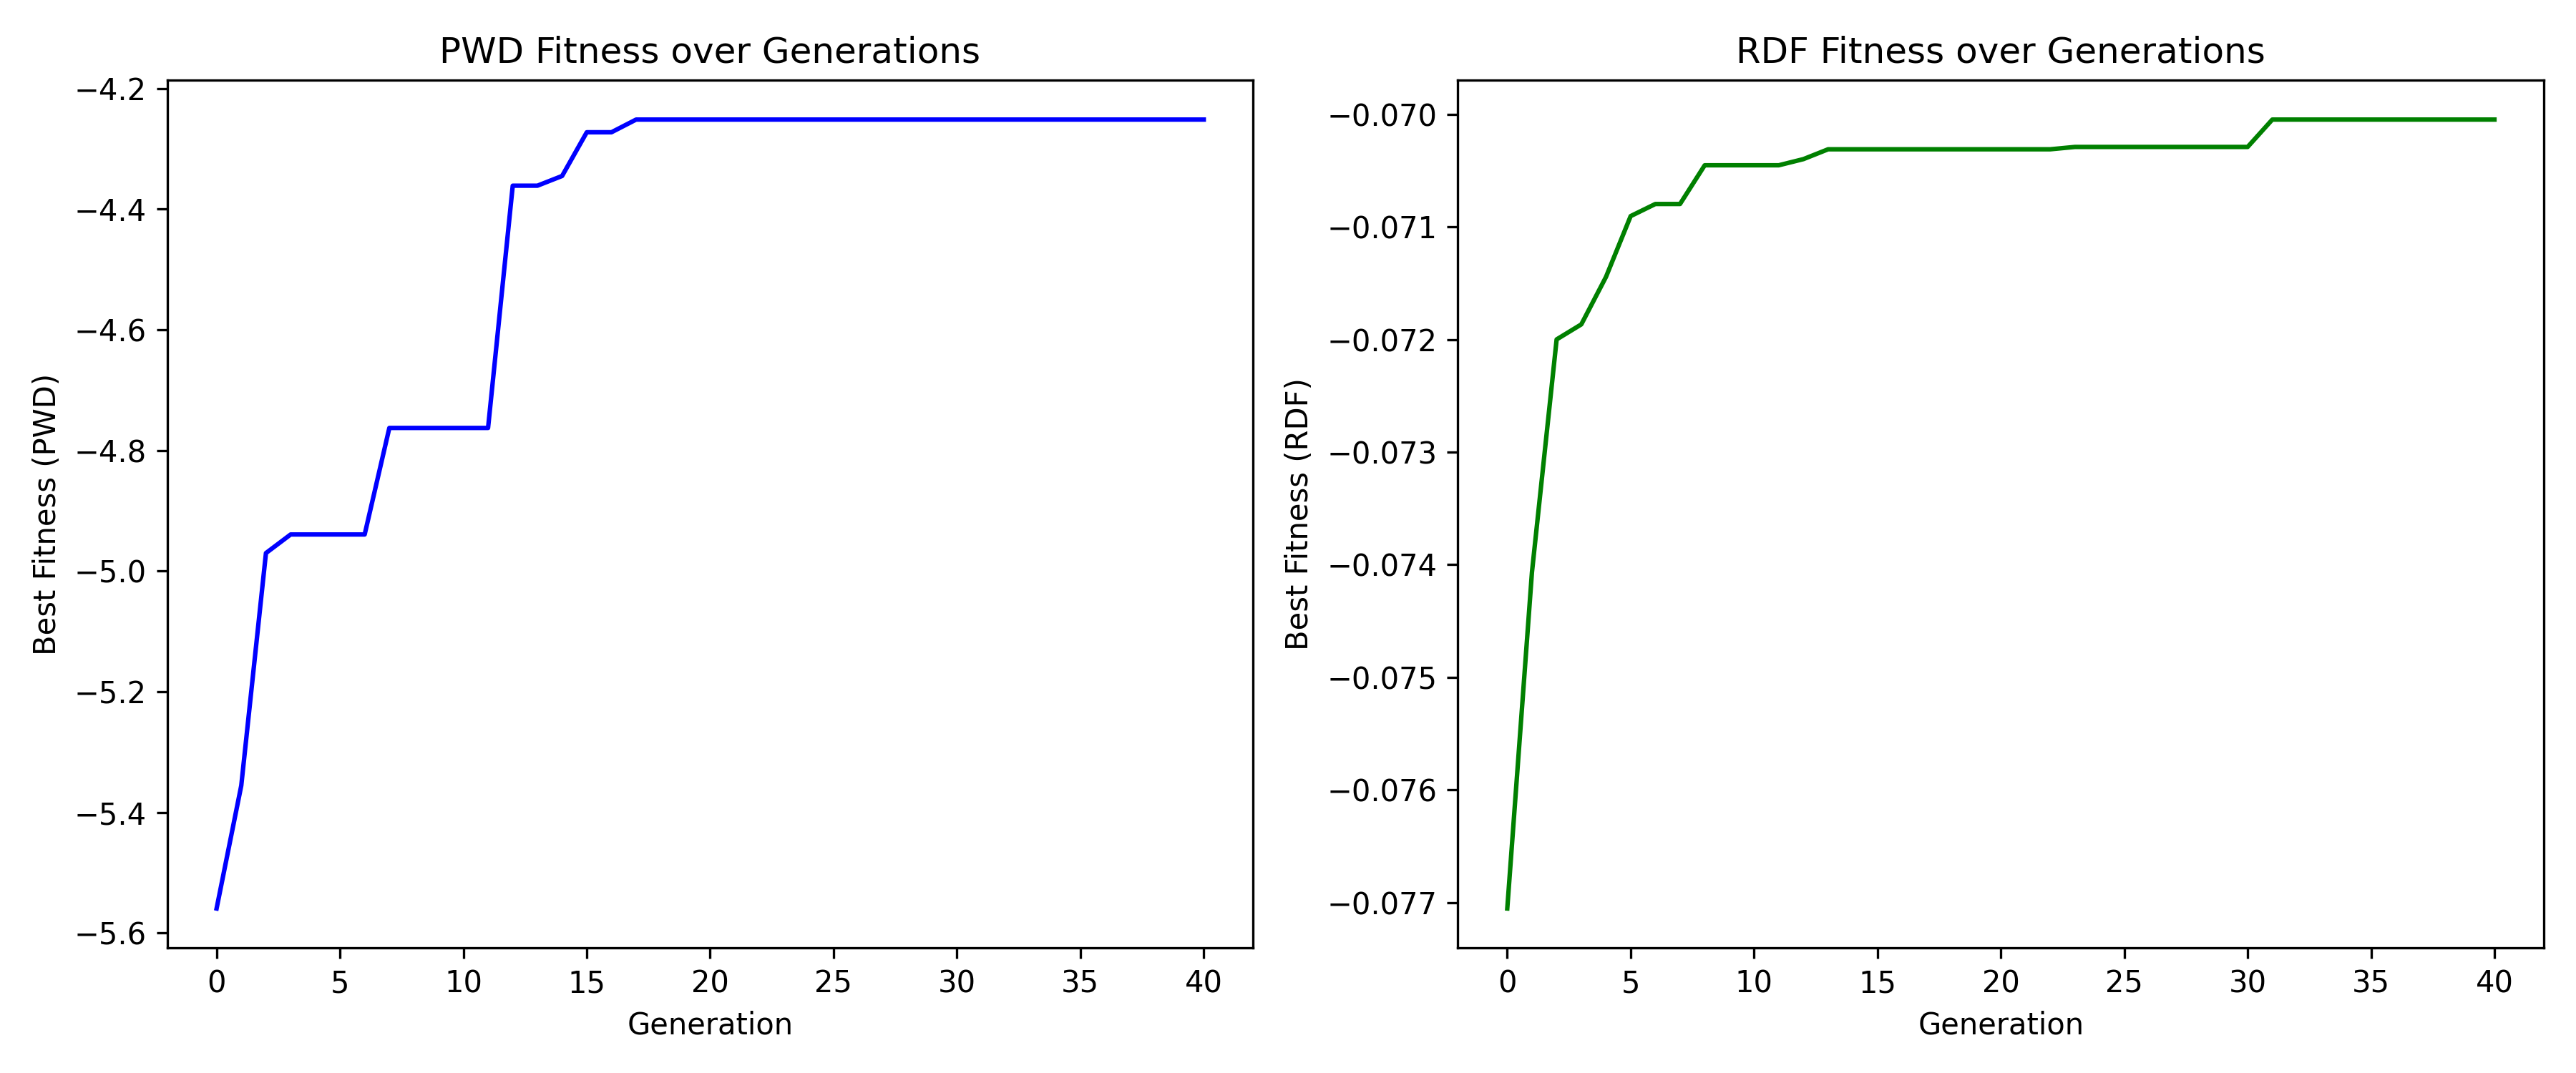 PWD Fitness over Generations
Best Fitness (PWD)
−4.2
−4.4
−4.6
−4.8
−5.0
−5.2
−5.4
−5.6
0 5 10 15 20 25 30 35 40
Generation
RDF Fitness over Generations
Best Fitness (RDF)
−0.070
−0.071
−0.072
−0.073
−0.074
−0.075
−0.076
−0.077
0 5 10 15 20 25 30 35 40
Generation